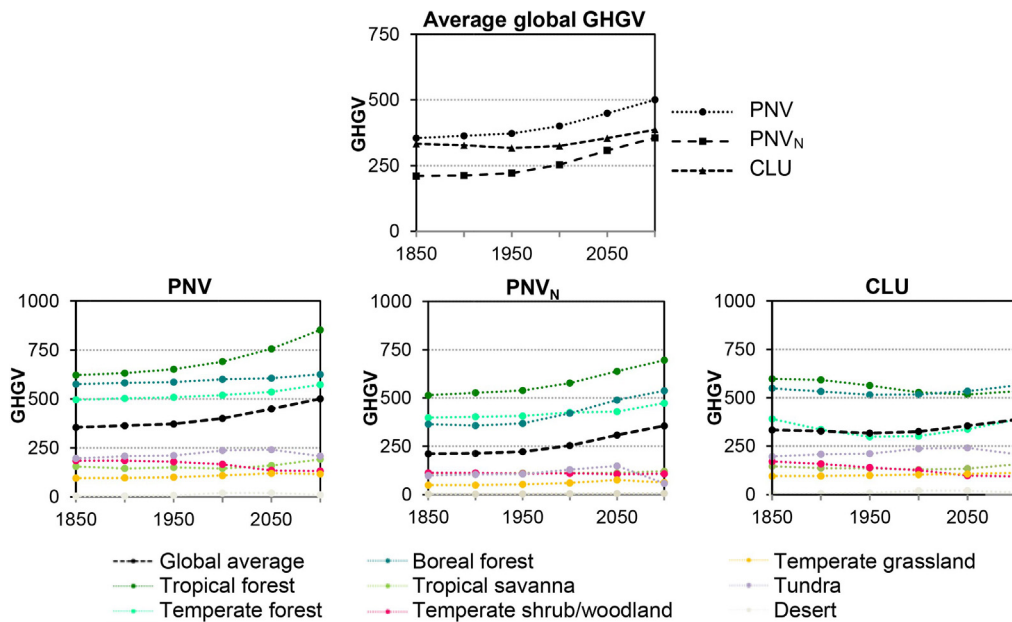 Average global GHGV
750
500
250
0
GHGV
1850
1950
2050
PNV
PNVN
CLU
PNV
1000
750
500
250
0
GHGV
1850
1950
2050
PNVN
1000
750
500
250
0
GHGV
1850
1950
2050
CLU
1000
750
500
250
0
GHGV
1850
1950
2050
Global average
Tropical forest
Temperate forest
Boreal forest
Tropical savanna
Temperate shrub/woodland
Temperate grassland
Tundra
Desert